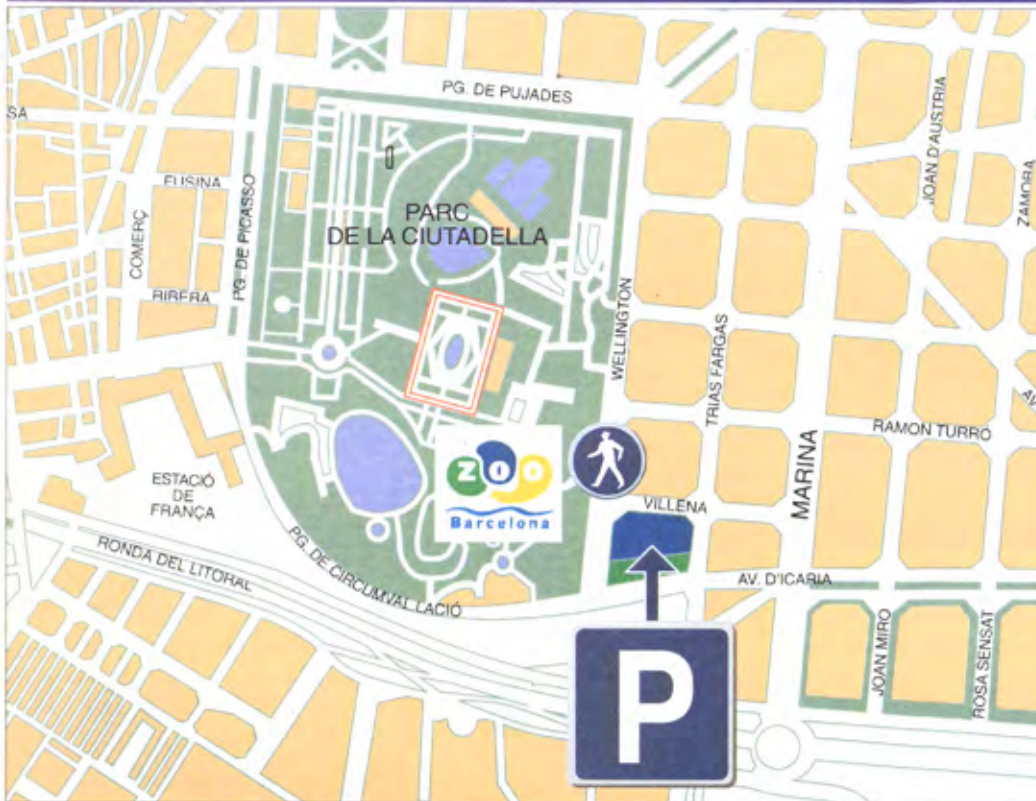 PG. DE PUJADES
SA
JOAN D'AUSTRIA
ZAMORA
FUSINA
PG. DE PICASSO
COMERÇ
PARC
DE LA CIUTADELLA
RIBERA
WELLINGTON
TRIAS FARGAS
AV
RAMON TURRÓ
MARINA
zoo
Barcelona
ESTACIÓ
DE
FRANÇA
VILLENA
RONDA DEL LITORAL
PG. DE CIRCUMVAL LACIÓ
AV. D'ICARIA
JOAN MIRO
ROSA SENSAT
P